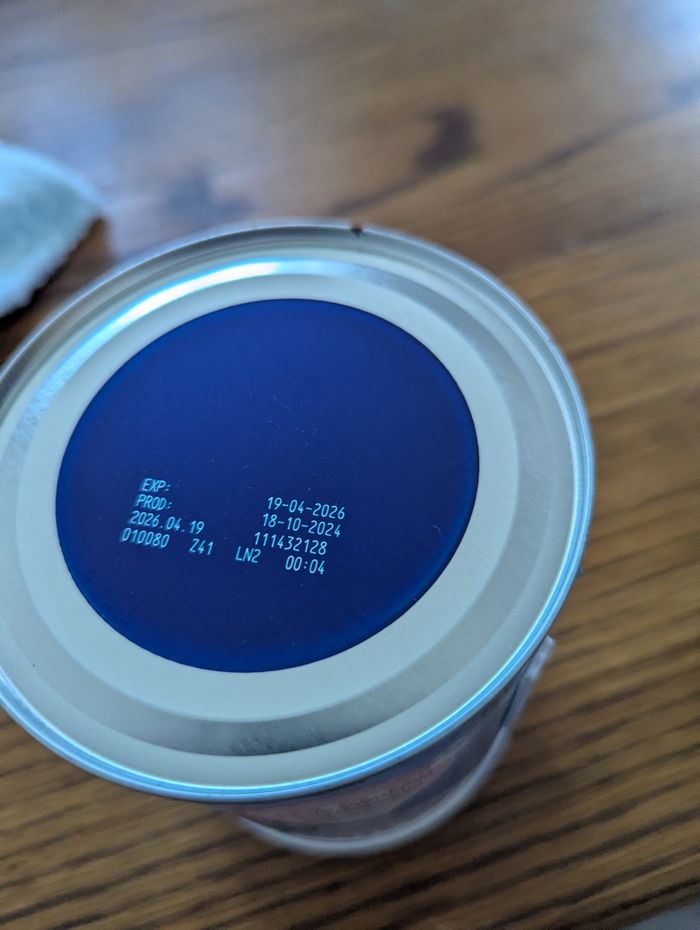 EXP: 19-04-2026
PROD: 18-10-2024
2026.04.19 111432128
010080 Z41 LN2 00:04